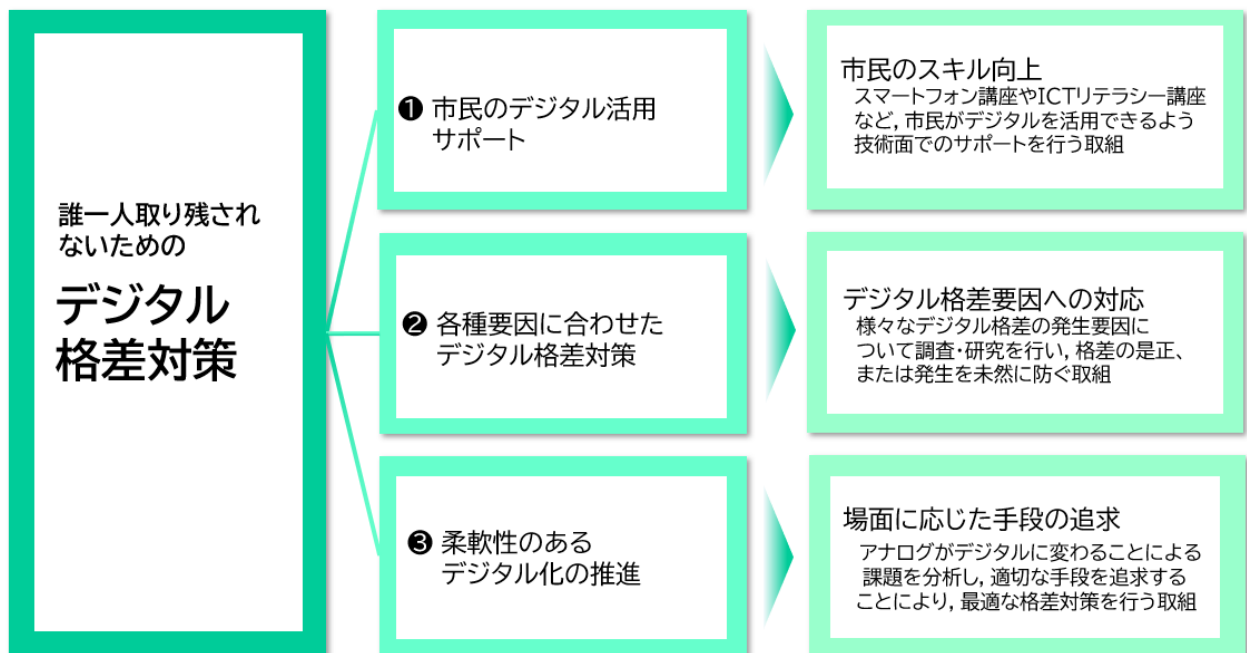 誰一人取り残され
ないための
デジタル
格差対策
❶ 市民のデジタル活用
サポート
市民のスキル向上
スマートフォン講座やICTリテラシー講座
など，市民がデジタルを活用できるよう
技術面でのサポートを行う取組
❷ 各種要因に合わせた
デジタル格差対策
デジタル格差要因への対応
様々なデジタル格差の発生要因に
ついて調査・研究を行い，格差の是正、
または発生を未然に防ぐ取組
❸ 柔軟性のある
デジタル化の推進
場面に応じた手段の追求
アナログがデジタルに変わることによる
課題を分析し，適切な手段を追求する
ことにより，最適な格差対策を行う取組